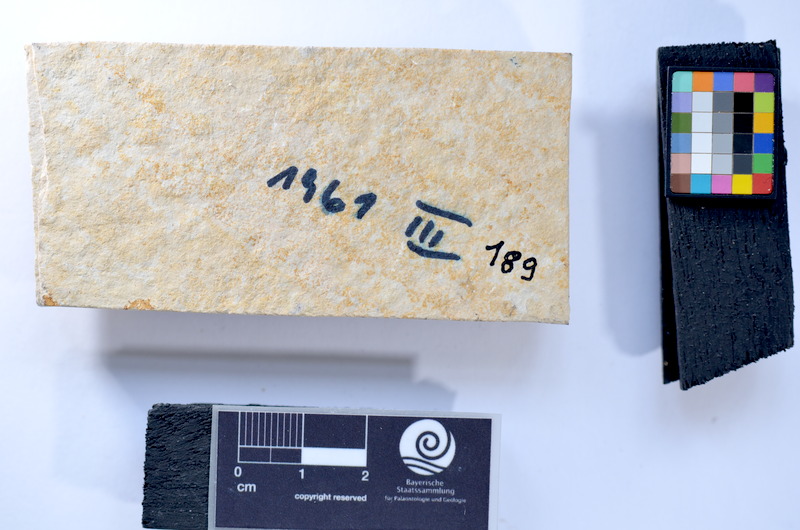 1961 III 189
0 1 2
cm
copyright reserved
Bayerische
Staatssammlung
für Paläontologie und Geologie